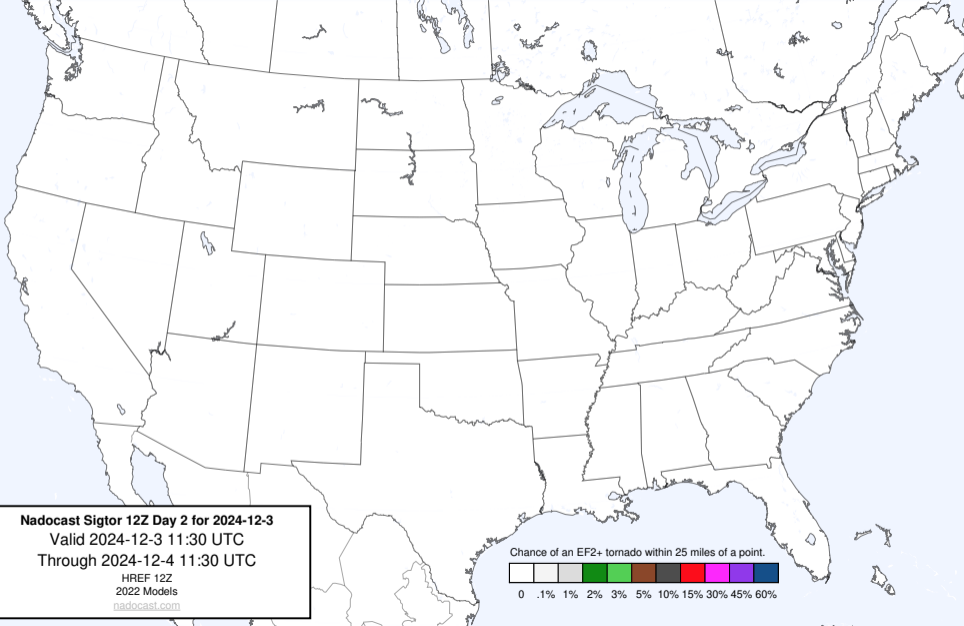 Nadocast Sigtor 12Z Day 2 for 2024-12-3
Valid 2024-12-3 11:30 UTC
Through 2024-12-4 11:30 UTC
HREF 12Z
2022 Models
nadocast.com
Chance of an EF2+ tornado within 25 miles of a point.
0 .1% 1% 2% 3% 5% 10% 15% 30% 45% 60%